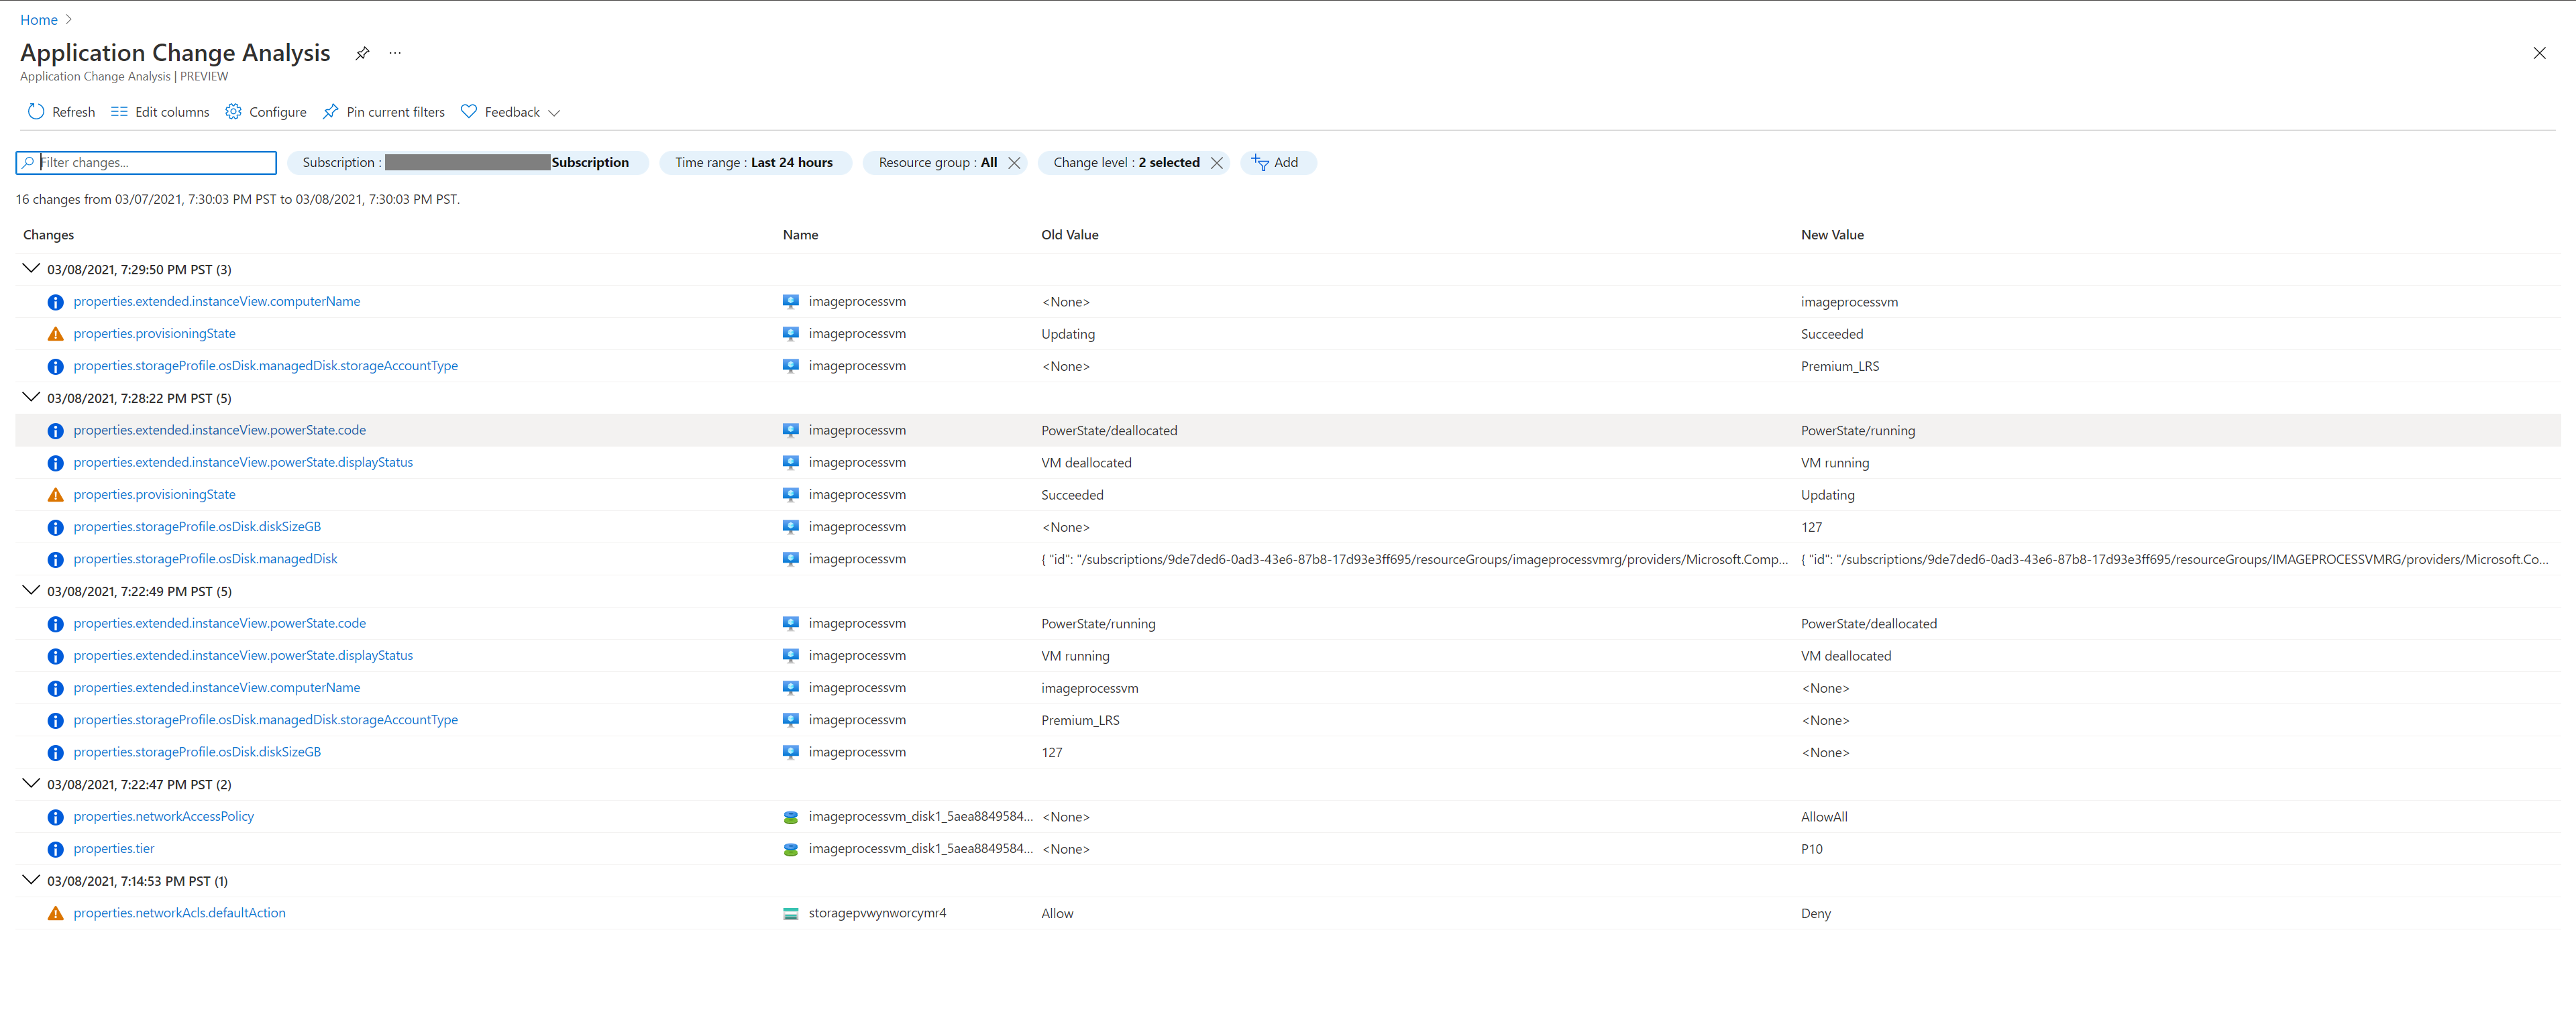 Home
Application Change Analysis ...
Application Change Analysis | PREVIEW
Refresh Edit columns Configure Pin current filters Feedback
Filter changes... Subscription : Subscription Time range : Last 24 hours Resource group : All Change level : 2 selected Add
16 changes from 03/07/2021, 7:30:03 PM PST to 03/08/2021, 7:30:03 PM PST.
Changes Name Old Value New Value
03/08/2021, 7:29:50 PM PST (3)
properties.extended.instanceView.computerName imageprocessvm <None> imageprocessvm
properties.provisioningState imageprocessvm Updating Succeeded
properties.storageProfile.osDisk.managedDisk.storageAccountType imageprocessvm <None> Premium_LRS
03/08/2021, 7:28:22 PM PST (5)
properties.extended.instanceView.powerState.code imageprocessvm PowerState/deallocated PowerState/running
properties.extended.instanceView.powerState.displayStatus imageprocessvm VM deallocated VM running
properties.provisioningState imageprocessvm Succeeded Updating
properties.storageProfile.osDisk.diskSizeGB imageprocessvm <None> 127
properties.storageProfile.osDisk.managedDisk imageprocessvm { "id": "/subscriptions/9de7ded6-0ad3-43e6-87b8-17d93e3ff695/resourceGroups/imageprocessvmrg/providers/Microsoft.Comp... { "id": "/subscriptions/9de7ded6-0ad3-43e6-87b8-17d93e3ff695/resourceGroups/IMAGEPROCESSVMRG/providers/Microsoft.Co...
03/08/2021, 7:22:49 PM PST (5)
properties.extended.instanceView.powerState.code imageprocessvm PowerState/running PowerState/deallocated
properties.extended.instanceView.powerState.displayStatus imageprocessvm VM running VM deallocated
properties.extended.instanceView.computerName imageprocessvm imageprocessvm <None>
properties.storageProfile.osDisk.managedDisk.storageAccountType imageprocessvm Premium_LRS <None>
properties.storageProfile.osDisk.diskSizeGB imageprocessvm 127 <None>
03/08/2021, 7:22:47 PM PST (2)
properties.networkAccessPolicy imageprocessvm_disk1_5aea8849584... <None> AllowAll
properties.tier imageprocessvm_disk1_5aea8849584... <None> P10
03/08/2021, 7:14:53 PM PST (1)
properties.networkAcls.defaultAction storagepvwynworcymr4 Allow Deny